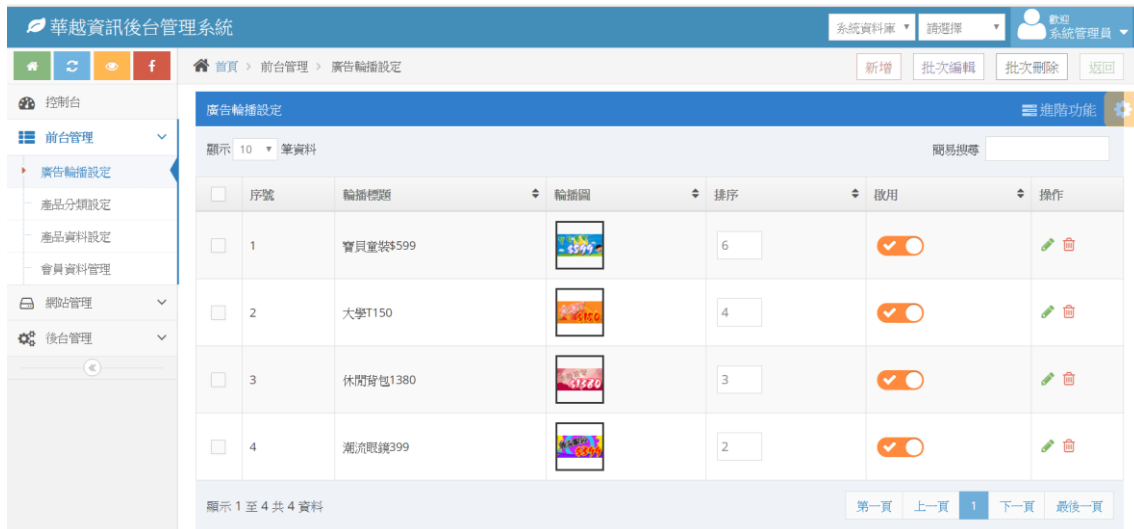 華越資訊後台管理系統
系統資料庫 請選擇 歡迎 系統管理員
首頁 > 前台管理 > 廣告輪播設定
新增 批次編輯 批次刪除 返回
控制台
前台管理
廣告輪播設定
產品分類設定
產品資料設定
會員資料管理
網站管理
後台管理
廣告輪播設定 進階功能
顯示 10 筆資料 簡易搜尋
序號 輪播標題 輪播圖 排序 啟用 操作
1 寶貝童裝$599 $599 6
2 大學T150 $150 4
3 休閒背包1380 $1380 3
4 潮流眼鏡399 $399 2
顯示 1 至 4 共 4 資料
第一頁 上一頁 1 下一頁 最後一頁